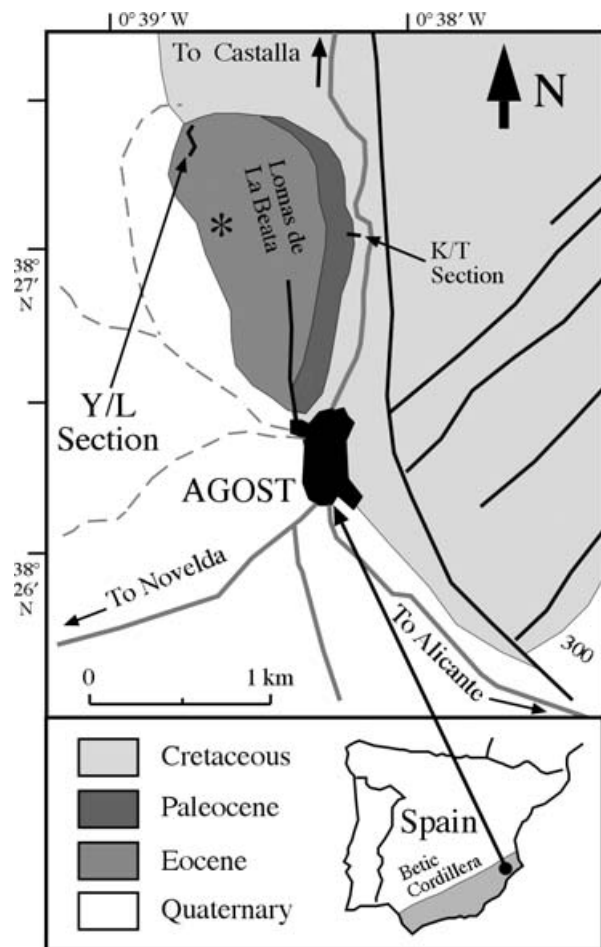 0° 39' W
0° 38' W
To Castalla
N
Lomas de
La Beata
*
K/T
Section
38°
27'
N
Y/L
Section
AGOST
38°
26'
N
To Novelda
To Alicante
300
0
1 km
Cretaceous
Paleocene
Eocene
Quaternary
Spain
Betic
Cordillera